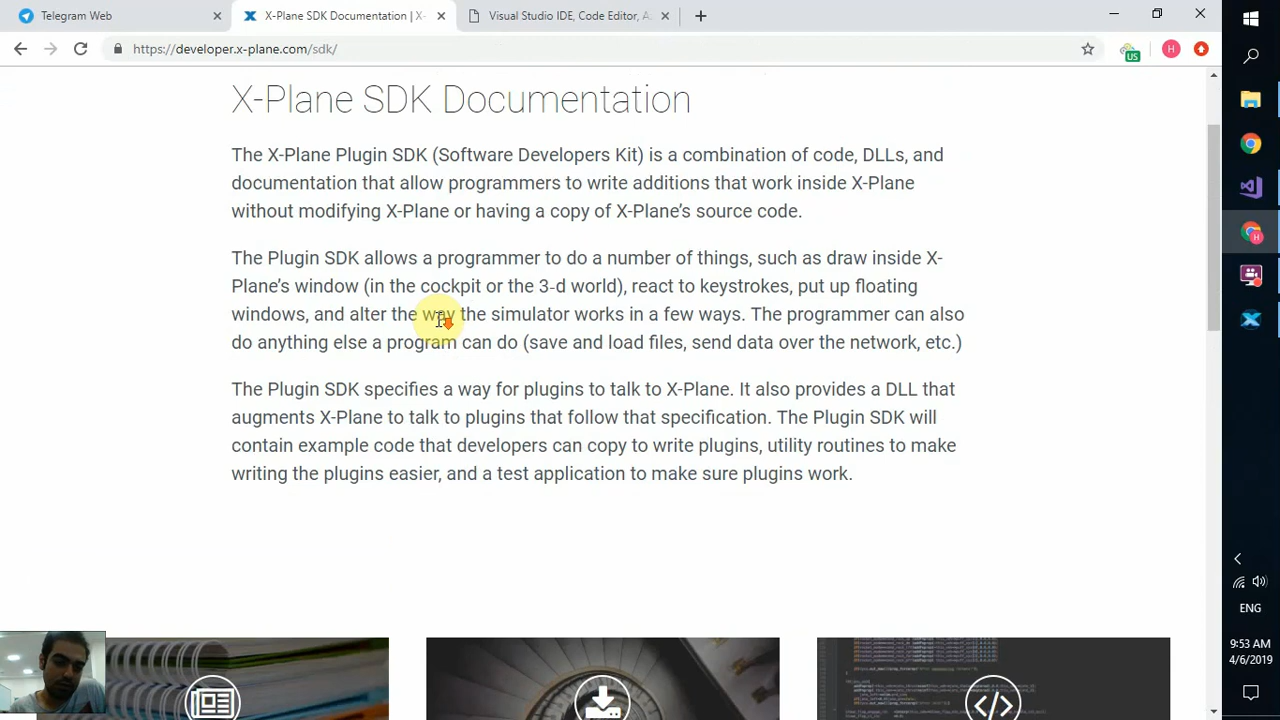 Telegram Web
X-Plane SDK Documentation | X-
Visual Studio IDE, Code Editor, A
https://developer.x-plane.com/sdk/
US
H
X-Plane SDK Documentation
The X-Plane Plugin SDK (Software Developers Kit) is a combination of code, DLLs, and
documentation that allow programmers to write additions that work inside X-Plane
without modifying X-Plane or having a copy of X-Plane’s source code.
The Plugin SDK allows a programmer to do a number of things, such as draw inside X-
Plane’s window (in the cockpit or the 3-d world), react to keystrokes, put up floating
windows, and alter the way the simulator works in a few ways. The programmer can also
do anything else a program can do (save and load files, send data over the network, etc.)
The Plugin SDK specifies a way for plugins to talk to X-Plane. It also provides a DLL that
augments X-Plane to talk to plugins that follow that specification. The Plugin SDK will
contain example code that developers can copy to write plugins, utility routines to make
writing the plugins easier, and a test application to make sure plugins work.
ENG
9:53 AM
4/6/2019